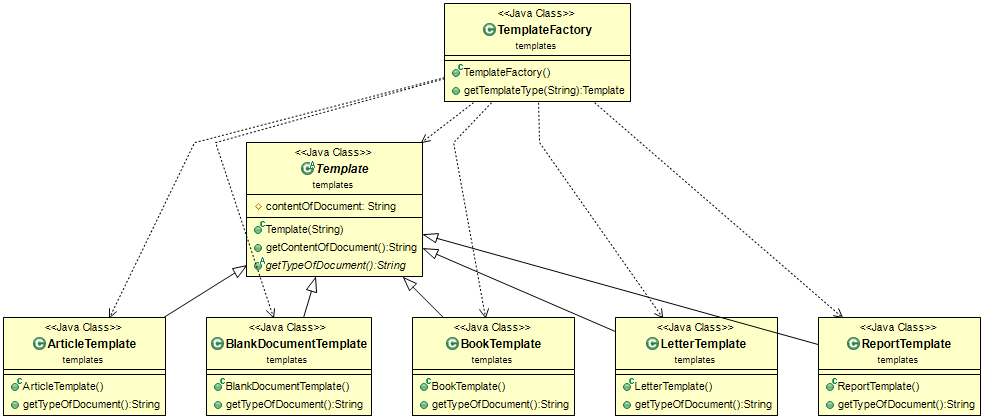 <<Java Class>>
TemplateFactory
templates
TemplateFactory()
getTemplateType(String):Template
<<Java Class>>
Template
templates
contentOfDocument: String
Template(String)
getContentOfDocument():String
getTypeOfDocument():String
<<Java Class>>
ArticleTemplate
templates
ArticleTemplate()
getTypeOfDocument():String
<<Java Class>>
BlankDocumentTemplate
templates
BlankDocumentTemplate()
getTypeOfDocument():String
<<Java Class>>
BookTemplate
templates
BookTemplate()
getTypeOfDocument():String
<<Java Class>>
LetterTemplate
templates
LetterTemplate()
getTypeOfDocument():String
<<Java Class>>
ReportTemplate
templates
ReportTemplate()
getTypeOfDocument():String